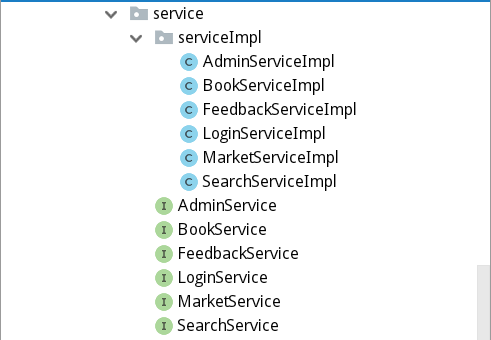 service
serviceImpl
C AdminServiceImpl
C BookServiceImpl
C FeedbackServiceImpl
C LoginServiceImpl
C MarketServiceImpl
C SearchServiceImpl
I AdminService
I BookService
I FeedbackService
I LoginService
I MarketService
I SearchService